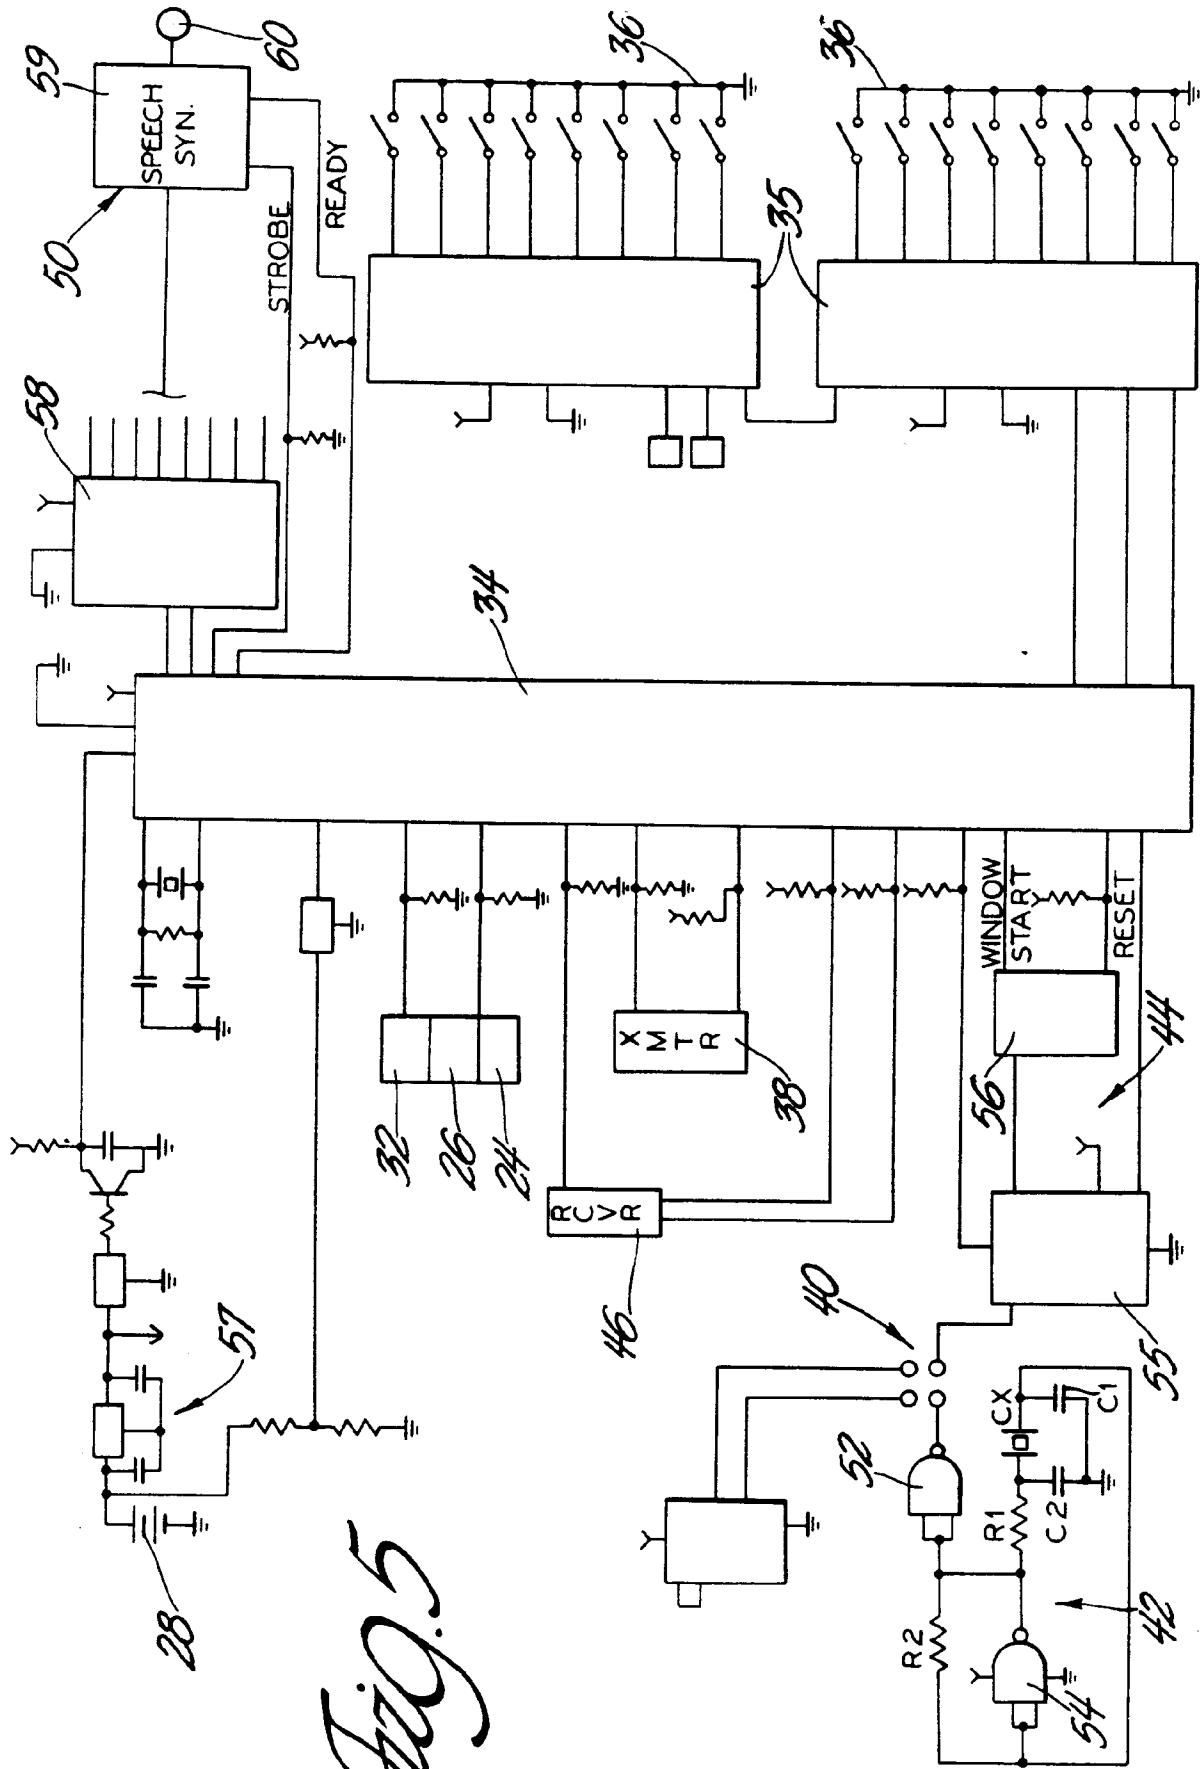 Fig. 5
28
57
50
SPEECH
SYN.
59
60
58
STROBE
READY
34
36
36
35
32
26
24
XMTR
38
RCVR
46
WINDOW
START
RESET
56
44
55
40
52
CX
C1
R1
C2
R2
54
42